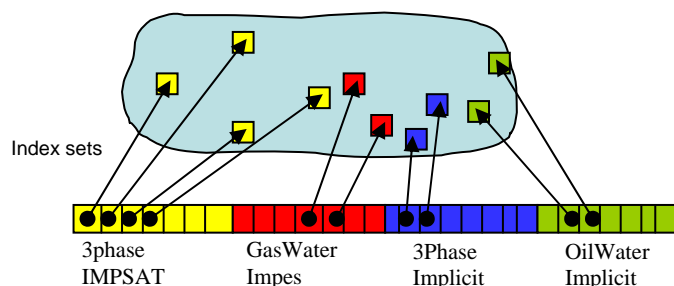 Index sets
3phase
IMPSAT
GasWater
Impes
3Phase
Implicit
OilWater
Implicit